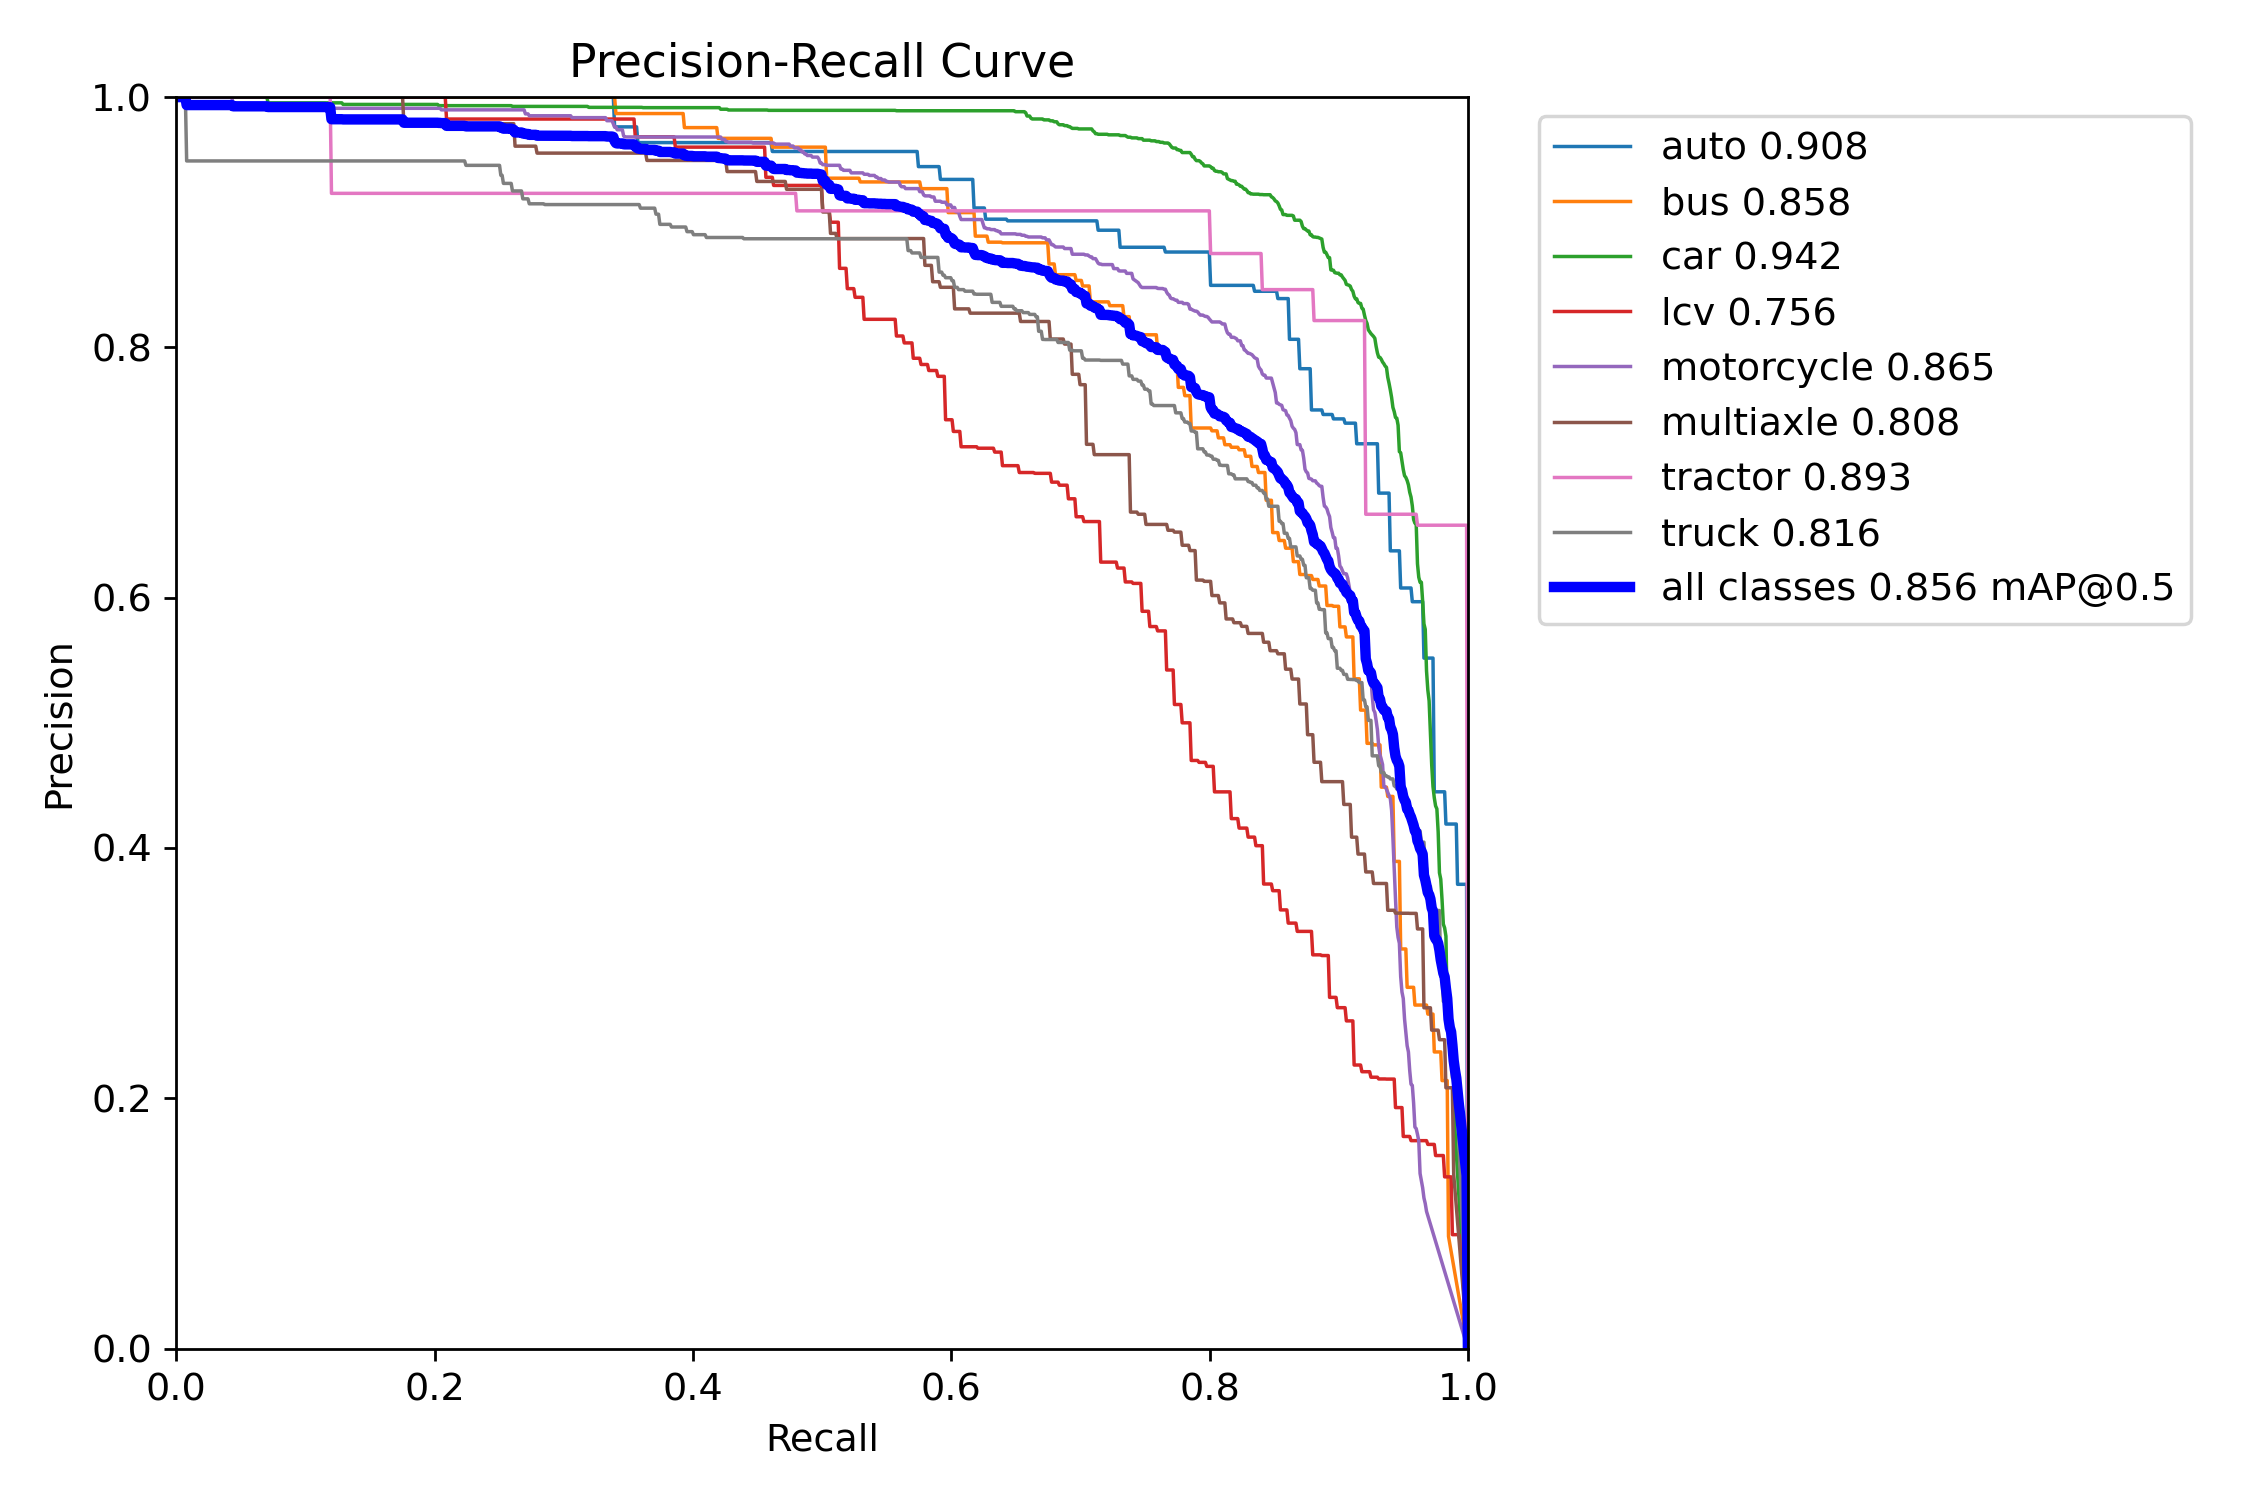 Precision-Recall Curve
1.0
0.8
0.6
0.4
0.2
0.0
Precision
0.0 0.2 0.4 0.6 0.8 1.0
Recall
auto 0.908
bus 0.858
car 0.942
lcv 0.756
motorcycle 0.865
multiaxle 0.808
tractor 0.893
truck 0.816
all classes 0.856 mAP@0.5